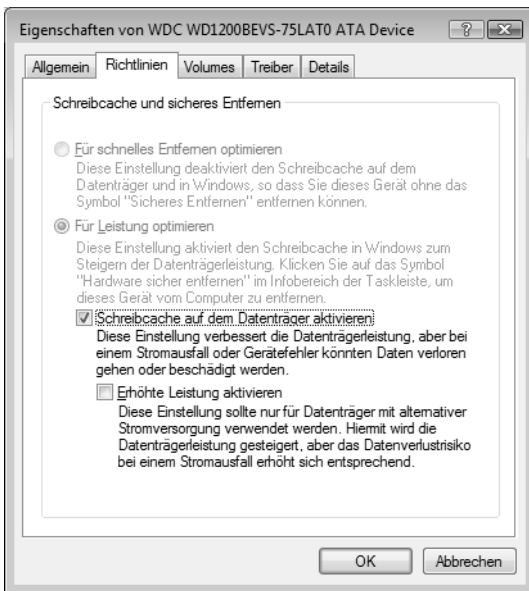 Eigenschaften von WDC WD1200BEVS-75LAT0 ATA Device
Allgemein Richtlinien Volumes Treiber Details
Schreibcache und sicheres Entfernen
Für schnelles Entfernen optimieren
Diese Einstellung deaktiviert den Schreibcache auf dem
Datenträger und in Windows, so dass Sie dieses Gerät ohne das
Symbol "Sicheres Entfernen" entfernen können.
Für Leistung optimieren
Diese Einstellung aktiviert den Schreibcache in Windows zum
Steigern der Datenträgerleistung. Klicken Sie auf das Symbol
"Hardware sicher entfernen" im Infobereich der Taskleiste, um
dieses Gerät vom Computer zu entfernen.
Schreibcache auf dem Datenträger aktivieren
Diese Einstellung verbessert die Datenträgerleistung, aber bei
einem Stromausfall oder Gerätefehler könnten Daten verloren
gehen oder beschädigt werden.
Erhöhte Leistung aktivieren
Diese Einstellung sollte nur für Datenträger mit alternativer
Stromversorgung verwendet werden. Hiermit wird die
Datenträgerleistung gesteigert, aber das Datenverlustrisiko
bei einem Stromausfall erhöht sich entsprechend.
OK Abbrechen